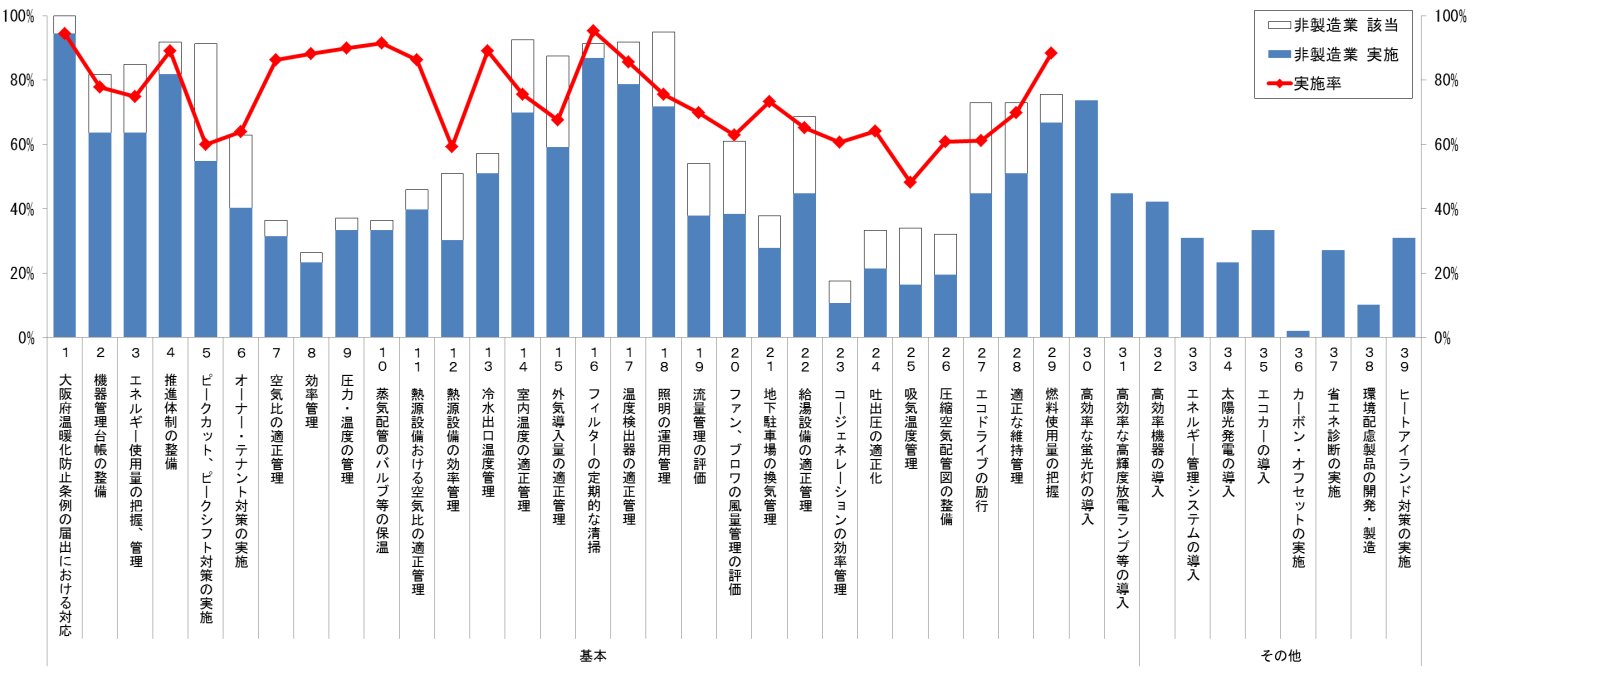 100%
80%
60%
40%
20%
0%
100%
80%
60%
40%
20%
0%
非製造業 該当
非製造業 実施
実施率
1 大阪府温暖化防止条例の届出における対応
2 機器管理台帳の整備
3 エネルギー使用量の把握、管理
4 推進体制の整備
5 ピークカット、ピークシフト対策の実施
6 オーナー・テナント対策の実施
7 空気比の適正管理
8 効率管理
9 圧力・温度の管理
10 蒸気配管のバルブ等の保温
11 熱源設備おける空気比の適正管理
12 熱源設備の効率管理
13 冷水出口温度管理
14 室内温度の適正管理
15 外気導入量の適正管理
16 フィルターの定期的な清掃
17 温度検出器の適正管理
18 照明の運用管理
19 流量管理の評価
20 ファン、ブロワの風量管理の評価
21 地下駐車場の換気管理
22 給湯設備の適正管理
23 コージェネレーションの効率管理
24 吐出圧の適正化
25 吸気温度管理
26 圧縮空気配管図の整備
27 エコドライブの励行
28 適正な維持管理
29 燃料使用量の把握
30 高効率な蛍光灯の導入
31 高効率な高輝度放電ランプ等の導入
32 高効率機器の導入
33 エネルギー管理システムの導入
34 太陽光発電の導入
35 エコカーの導入
36 カーボン・オフセットの実施
37 省エネ診断の実施
38 環境配慮製品の開発・製造
39 ヒートアイランド対策の実施
基本
その他